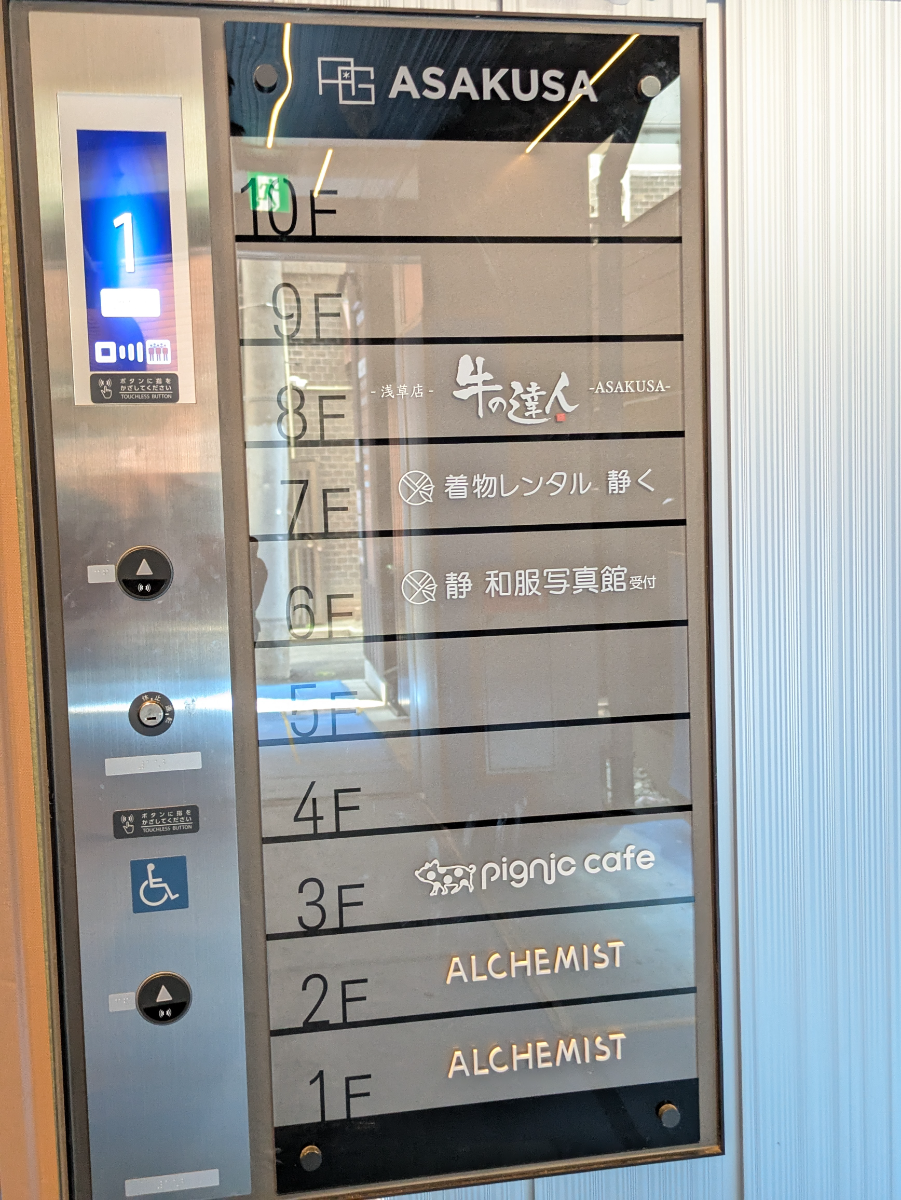 PG ASAKUSA
10F
9F
8F -浅草店- 牛の達人 -ASAKUSA-
7F 着物レンタル 静く
6F 静 和服写真館受付
5F
4F
3F pignic cafe
2F ALCHEMIST
1F ALCHEMIST
1
ボタンに指を
かざしてください
TOUCHLESS BUTTON
ボタンに指を
かざしてください
TOUCHLESS BUTTON